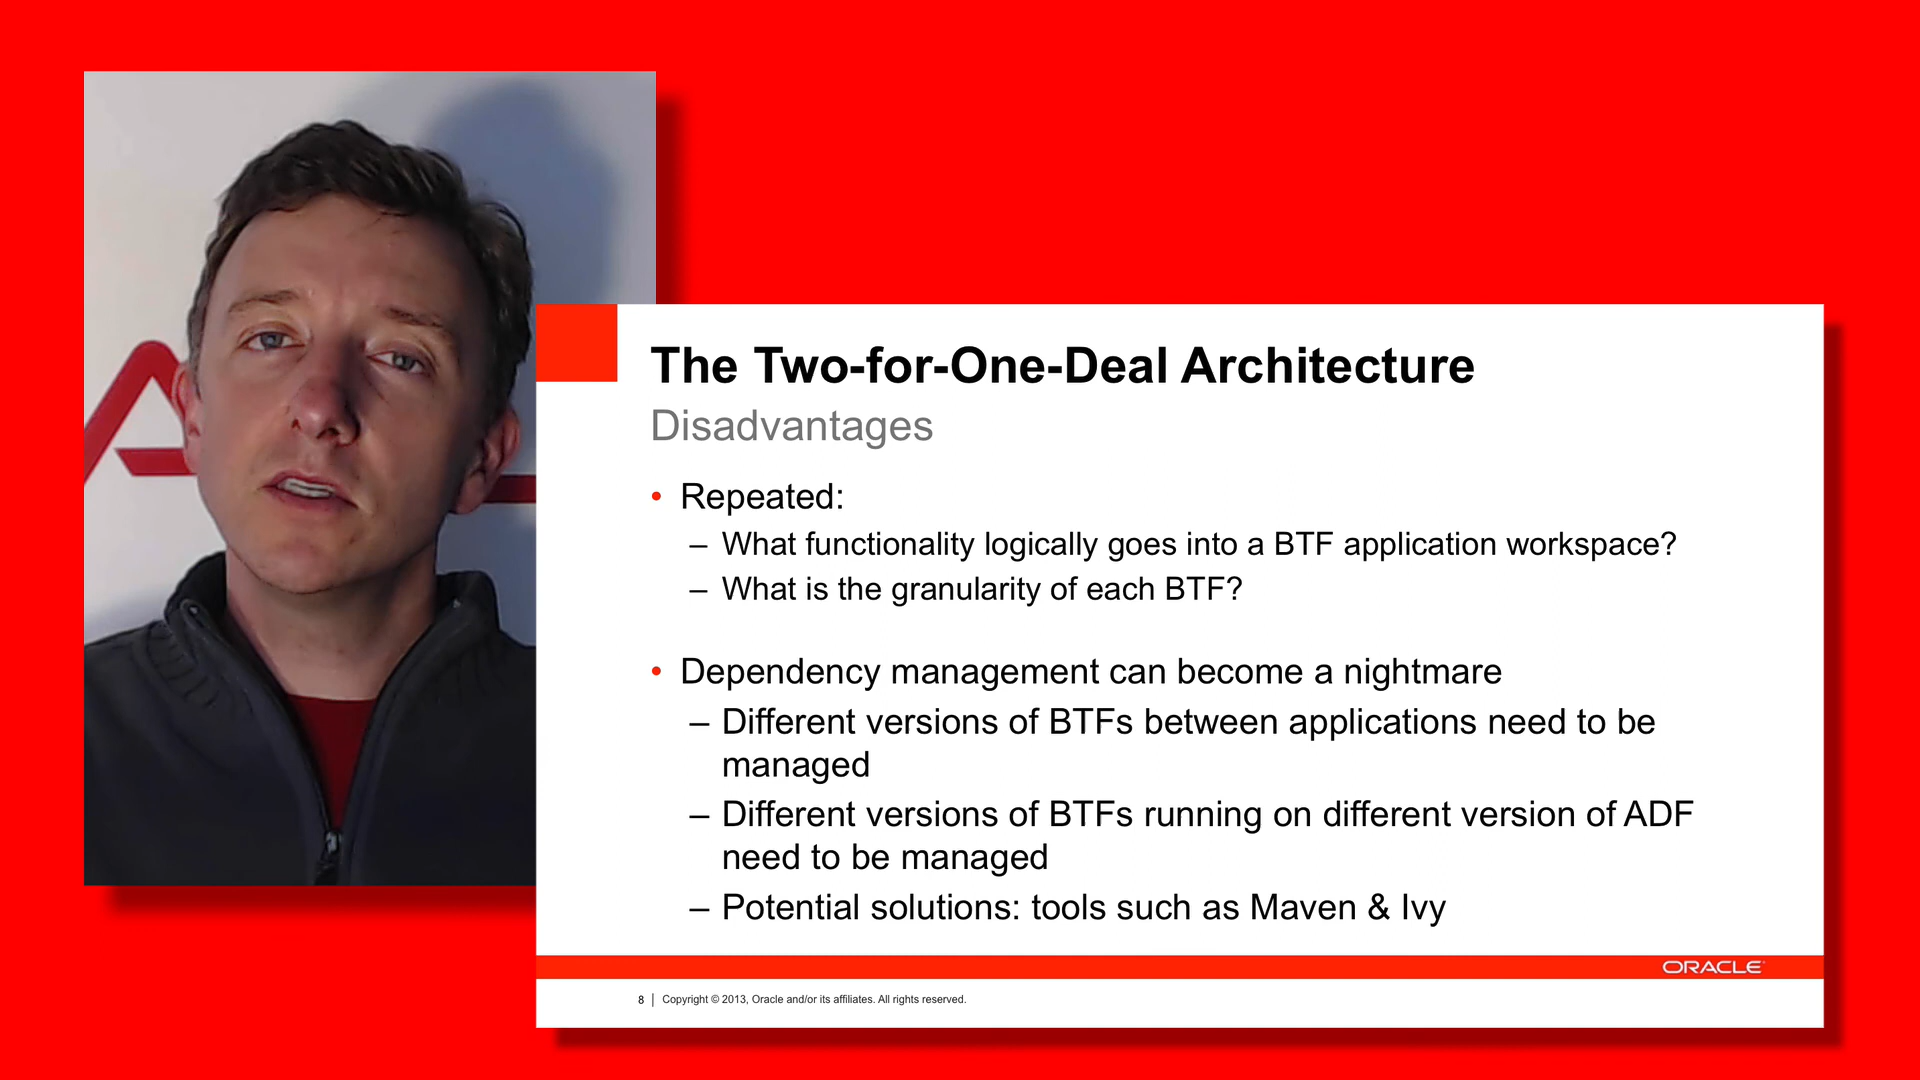 The Two-for-One-Deal Architecture
Disadvantages
• Repeated:
– What functionality logically goes into a BTF application workspace?
– What is the granularity of each BTF?
• Dependency management can become a nightmare
– Different versions of BTFs between applications need to be
managed
– Different versions of BTFs running on different version of ADF
need to be managed
– Potential solutions: tools such as Maven & Ivy
ORACLE
8 | Copyright © 2013, Oracle and/or its affiliates. All rights reserved.